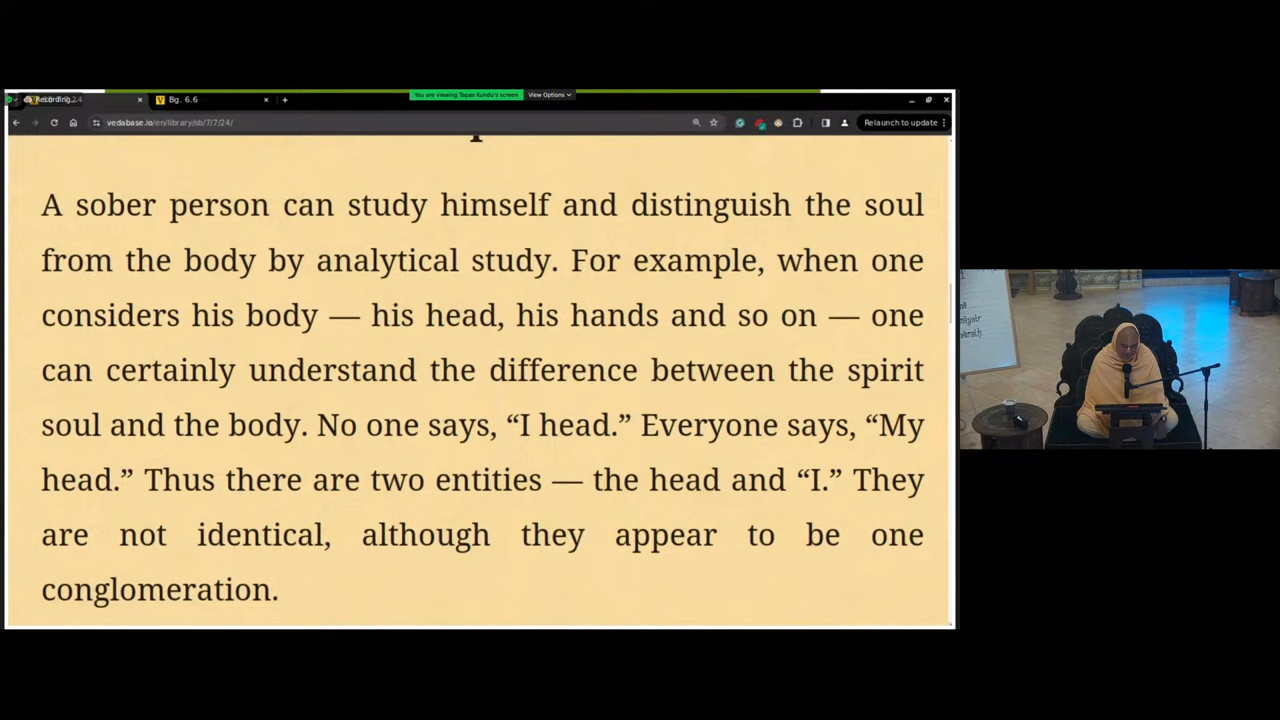 Recording...
Bg. 6.6
You are viewing Tapas Kundu's screen
View Options
vedabase.io/en/library/sb/7/7/24/
Relaunch to update
A sober person can study himself and distinguish the soul
from the body by analytical study. For example, when one
considers his body — his head, his hands and so on — one
can certainly understand the difference between the spirit
soul and the body. No one says, “I head.” Everyone says, “My
head.” Thus there are two entities — the head and “I.” They
are not identical, although they appear to be one
conglomeration.